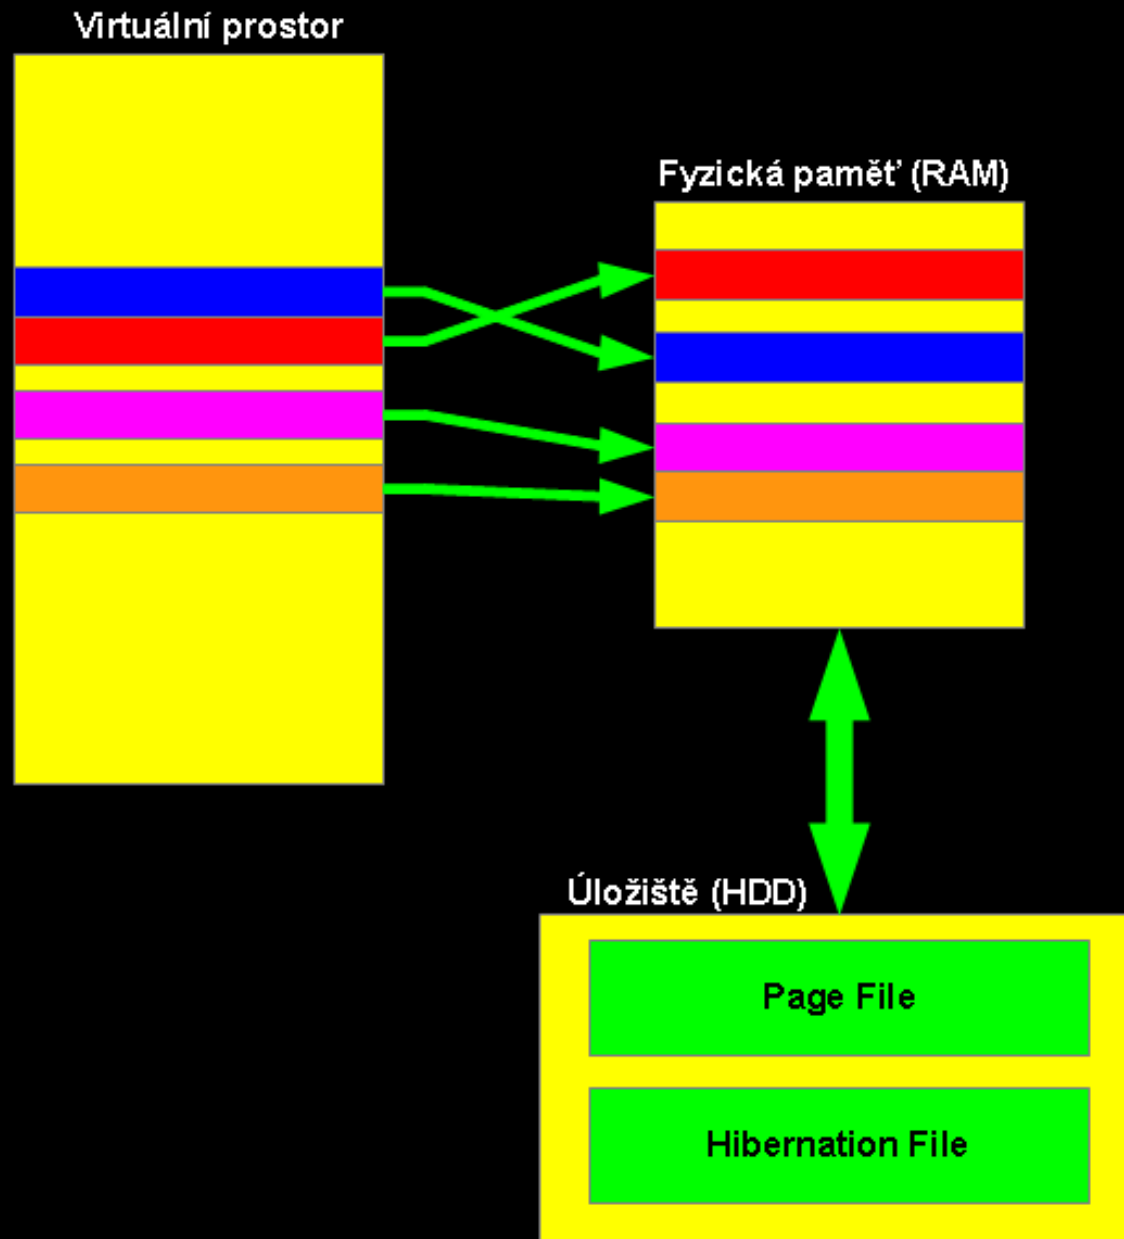 Virtuální prostor
Fyzická paměť (RAM)
Úložiště (HDD)
Page File
Hibernation File